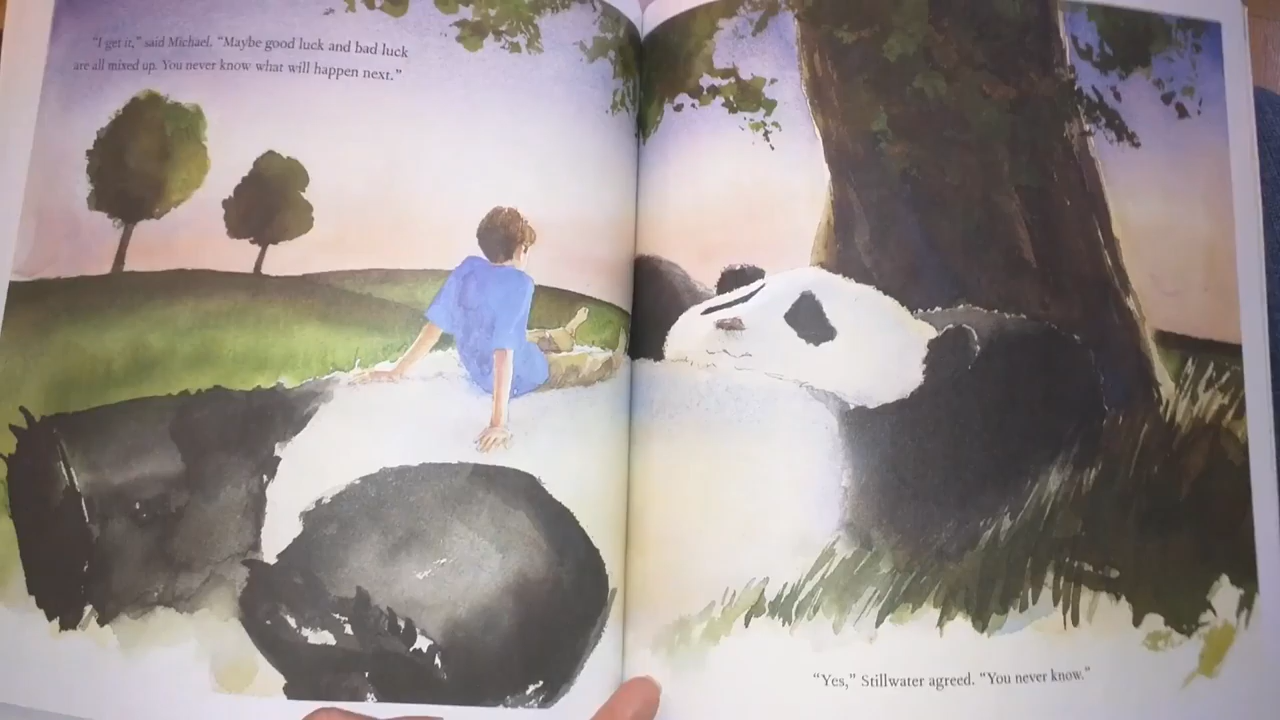 “I get it,” said Michael. “Maybe good luck and bad luck
are all mixed up. You never know what will happen next.”
“Yes,” Stillwater agreed. “You never know.”